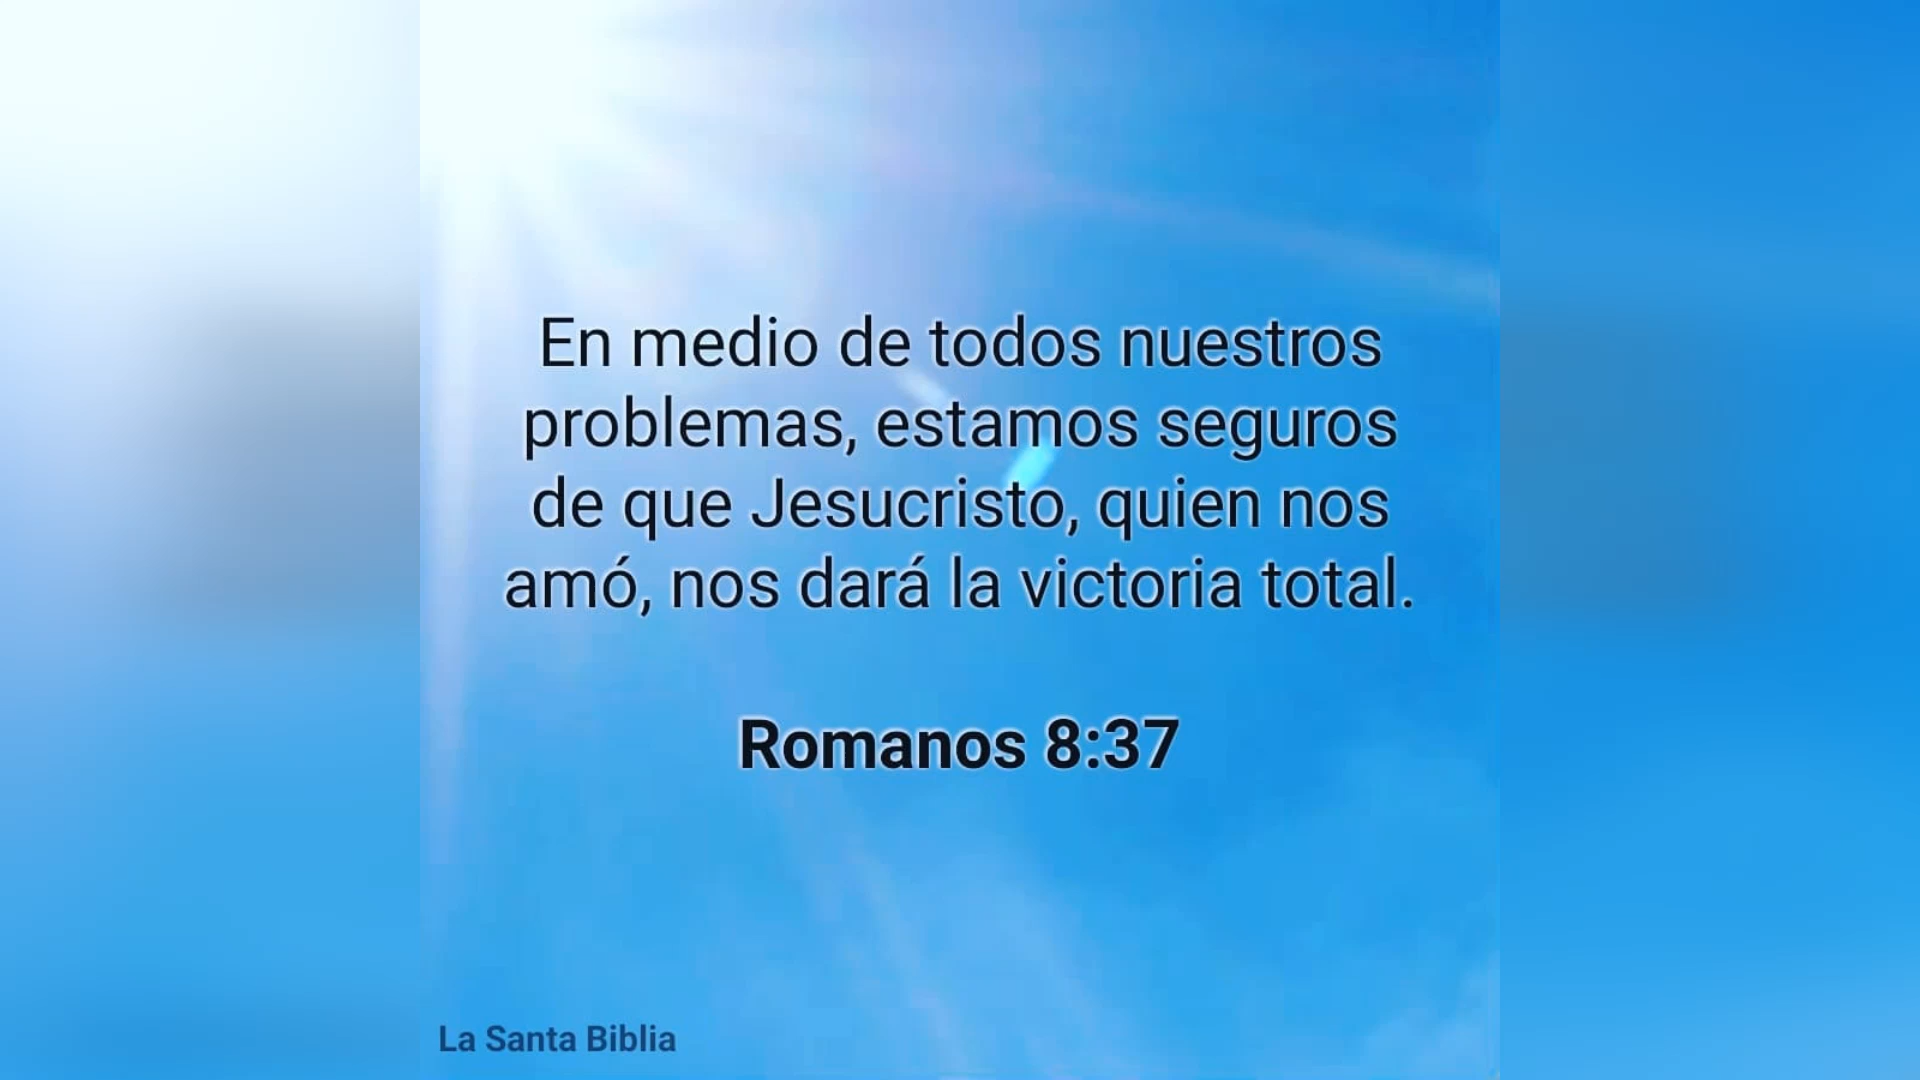 En medio de todos nuestros
problemas, estamos seguros
de que Jesucristo, quien nos
amó, nos dará la victoria total.
Romanos 8:37
La Santa Biblia